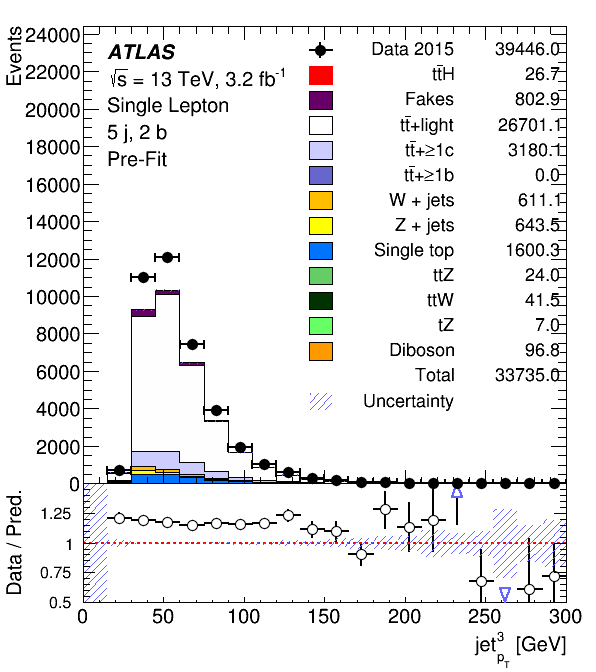 Events
24000
22000
20000
18000
16000
14000
12000
10000
8000
6000
4000
2000
0
ATLAS
√s = 13 TeV, 3.2 fb⁻¹
Single Lepton
5 j, 2 b
Pre-Fit
Data 2015 39446.0
tt̄H 26.7
Fakes 802.9
tt̄+light 26701.1
tt̄+≥1c 3180.1
tt̄+≥1b 0.0
W + jets 611.1
Z + jets 643.5
Single top 1600.3
ttZ 24.0
ttW 41.5
tZ 7.0
Diboson 96.8
Total 33735.0
Uncertainty
Data / Pred.
1.25
1
0.75
0.5
0 50 100 150 200 250 300
jet³_pT [GeV]